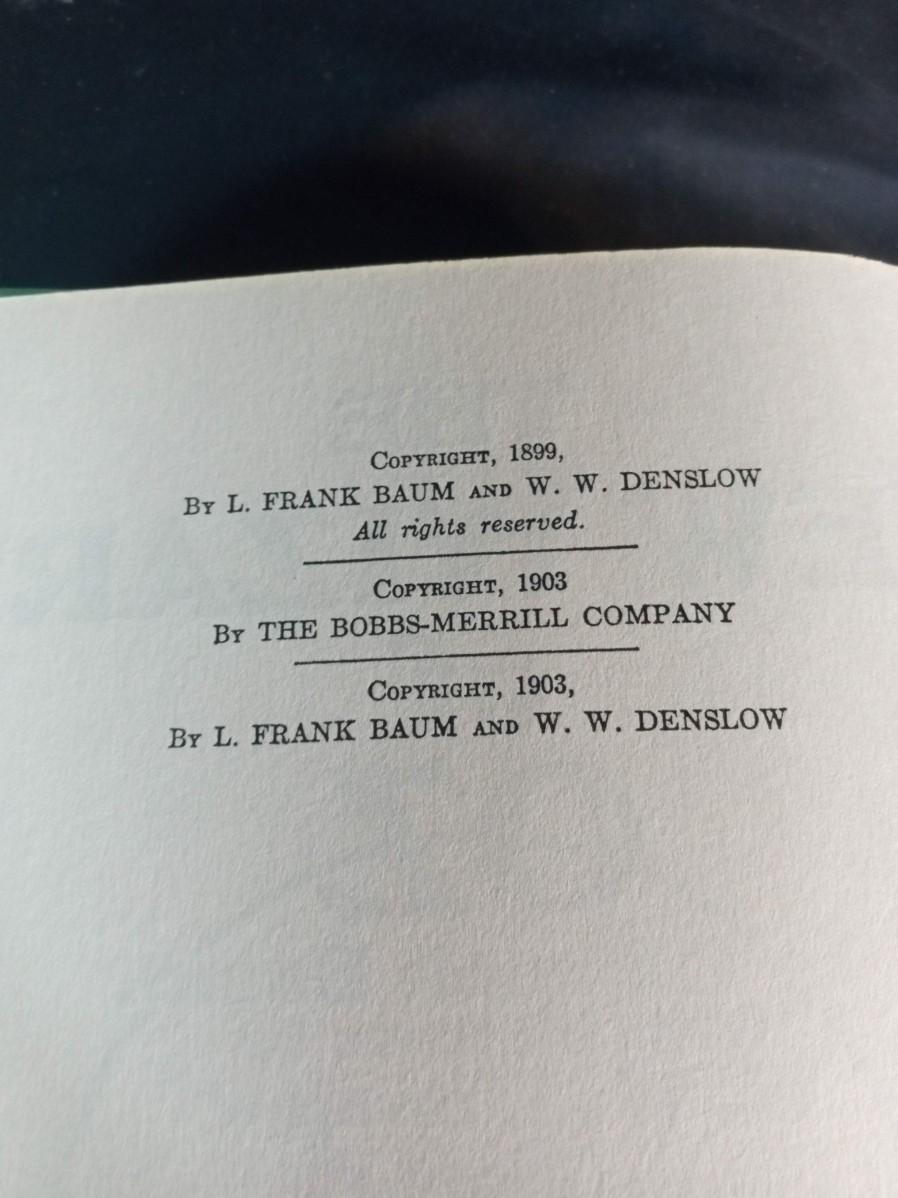 Copyright, 1899,
By L. FRANK BAUM and W. W. DENSLOW
All rights reserved.
Copyright, 1903
By THE BOBBS-MERRILL COMPANY
Copyright, 1903,
By L. FRANK BAUM and W. W. DENSLOW